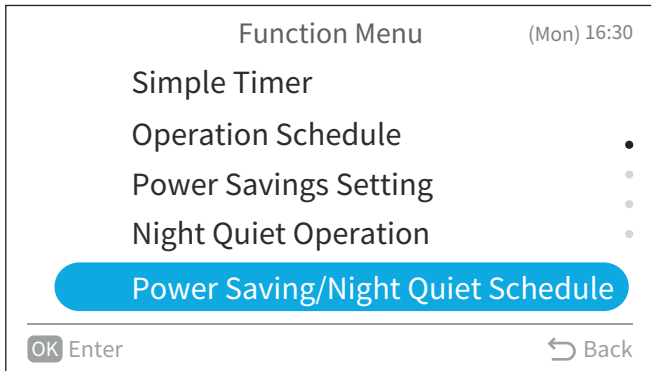 Function Menu (Mon) 16:30
Simple Timer
Operation Schedule
Power Savings Setting
Night Quiet Operation
Power Saving/Night Quiet Schedule
OK Enter Back